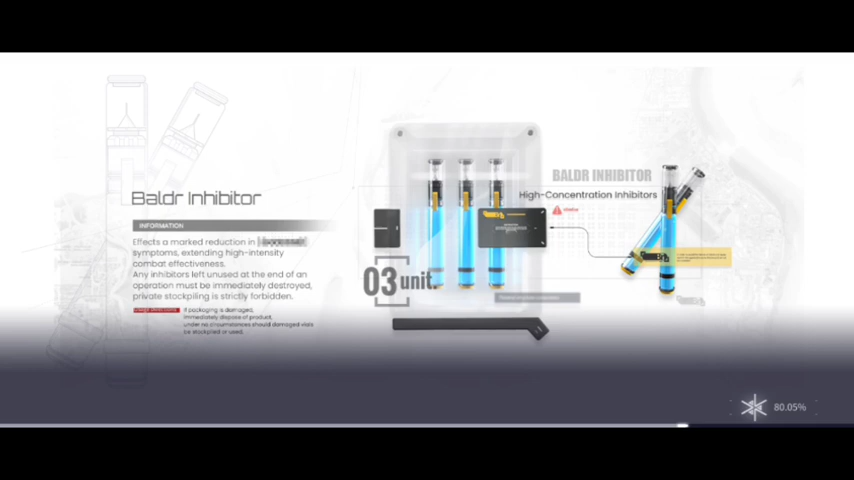 Baldr Inhibitor
INFORMATION
Effects a marked reduction in
symptoms, extending high-intensity
combat effectiveness.
Any inhibitors left unused at the end of an
operation must be immediately destroyed,
private stockpiling is strictly forbidden.
If packaging is damaged,
immediately dispose of product,
under no circumstances should damaged vials
be stockpiled or used.
03 unit.
BALDR INHIBITOR
High-Concentration Inhibitors
80.05%